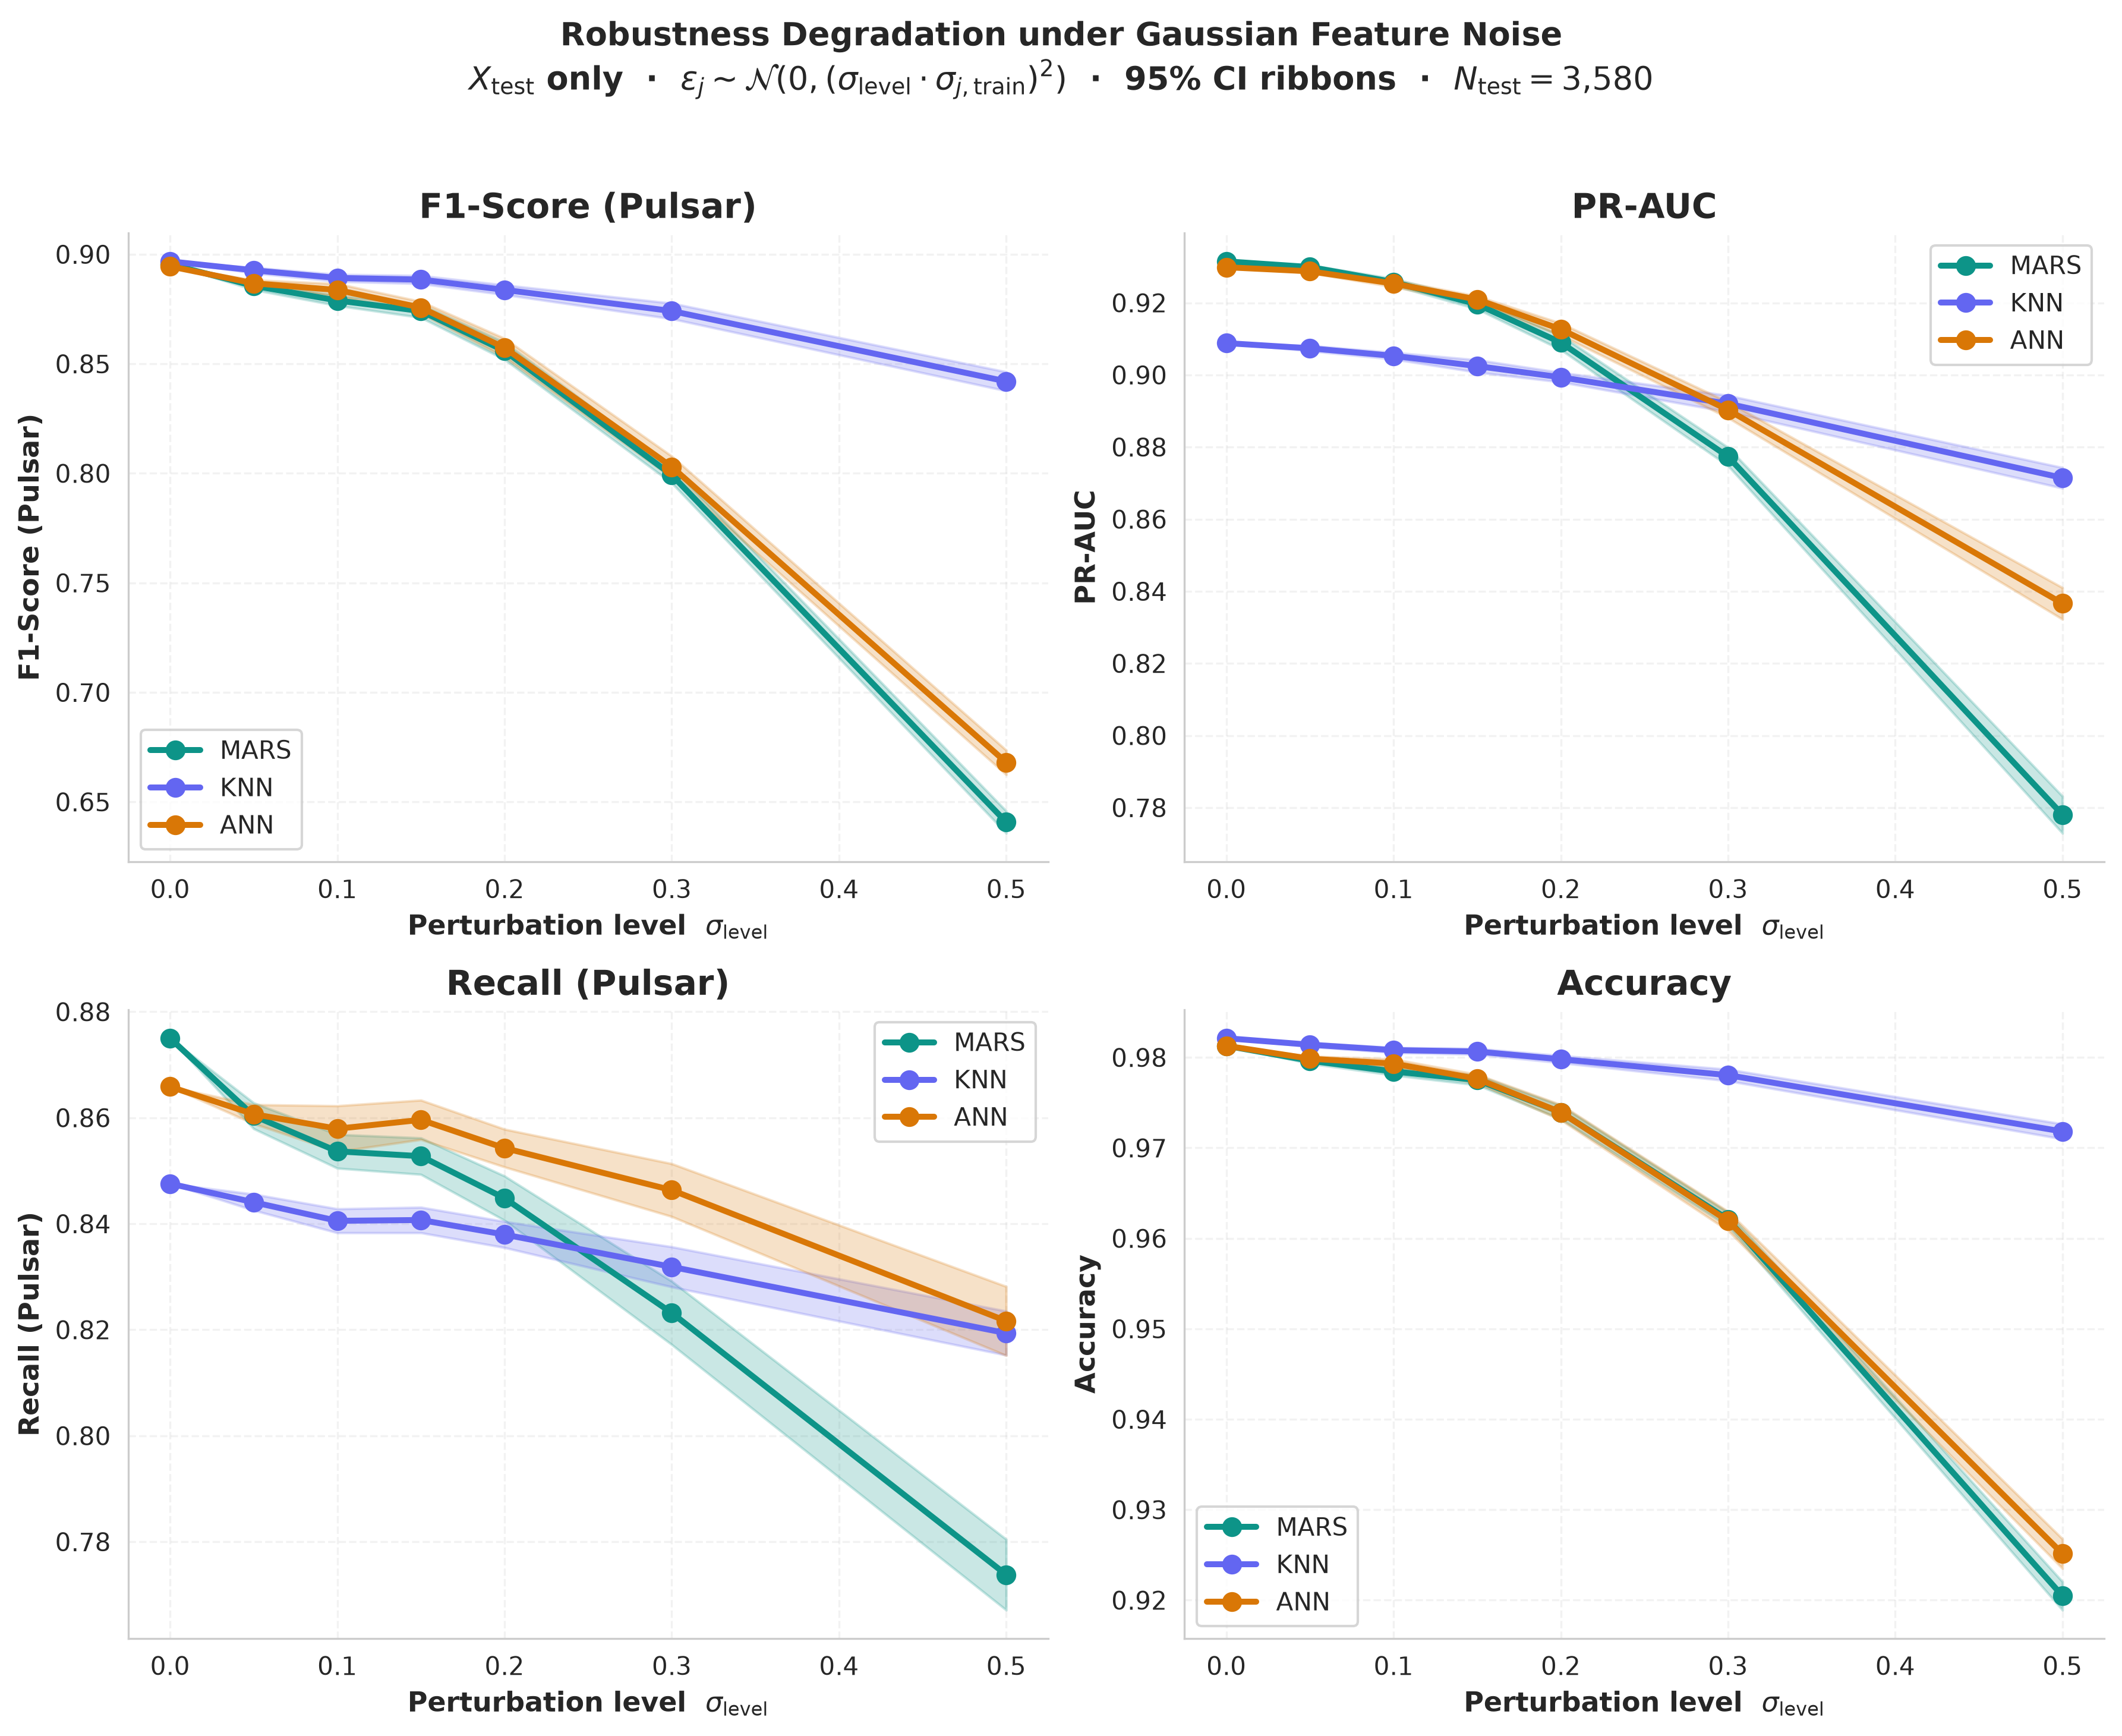 Robustness Degradation under Gaussian Feature Noise
X_test only · ε_j ∼ 𝒩(0, (σ_level · σ_j, train)²) · 95% CI ribbons · N_test = 3,580
F1-Score (Pulsar)
F1-Score (Pulsar)
0.90
0.85
0.80
0.75
0.70
0.65
MARS
KNN
ANN
0.0 0.1 0.2 0.3 0.4 0.5
Perturbation level σ_level
PR-AUC
PR-AUC
0.92
0.90
0.88
0.86
0.84
0.82
0.80
0.78
MARS
KNN
ANN
0.0 0.1 0.2 0.3 0.4 0.5
Perturbation level σ_level
Recall (Pulsar)
Recall (Pulsar)
0.88
0.86
0.84
0.82
0.80
0.78
MARS
KNN
ANN
0.0 0.1 0.2 0.3 0.4 0.5
Perturbation level σ_level
Accuracy
Accuracy
0.98
0.97
0.96
0.95
0.94
0.93
0.92
MARS
KNN
ANN
0.0 0.1 0.2 0.3 0.4 0.5
Perturbation level σ_level